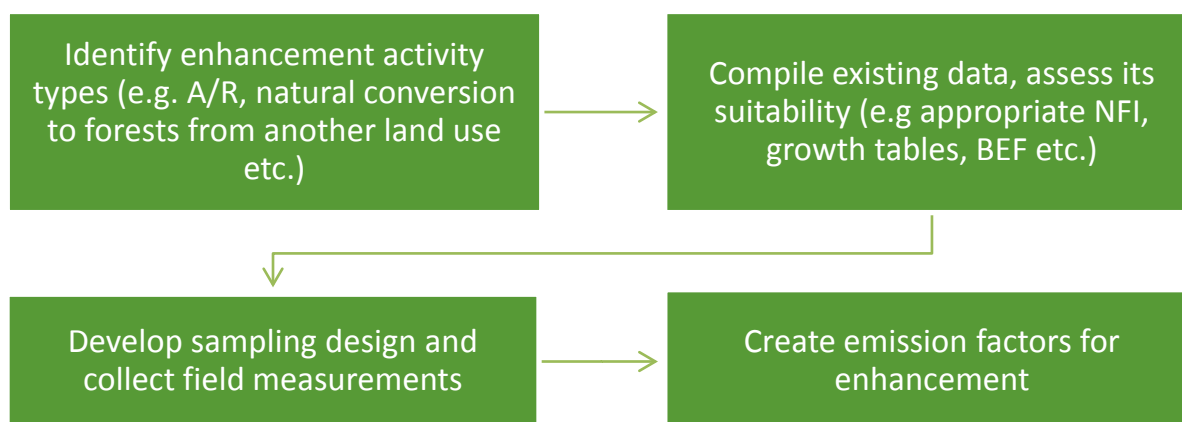 Identify enhancement activity
types (e.g. A/R, natural conversion
to forests from another land use
etc.)
Compile existing data, assess its
suitability (e.g appropriate NFI,
growth tables, BEF etc.)
Develop sampling design and
collect field measurements
Create emission factors for
enhancement